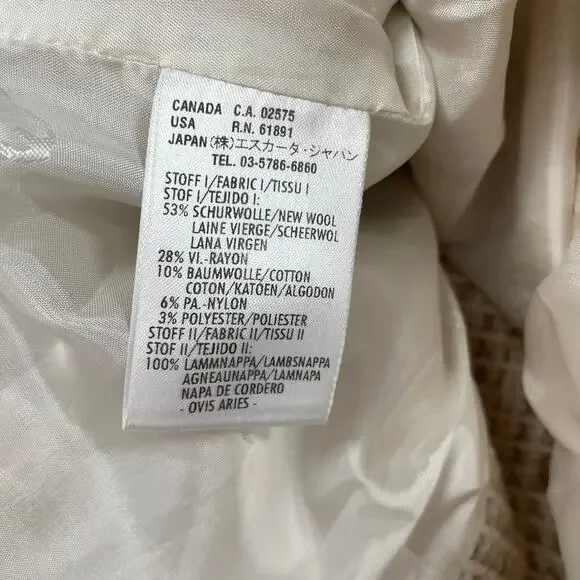 CANADA C.A. 02575
USA R.N. 61891
JAPAN (株)エスカーダ・ジャパン
TEL. 03-5786-6860
STOFF I/FABRIC I/TISSU I
STOF I/TEJIDO I:
53% SCHURWOLLE/NEW WOOL
LAINE VIERGE/SCHEERWOL
LANA VIRGEN
28% VI.-RAYON
10% BAUMWOLLE/COTTON
COTON/KATOEN/ALGODON
6% PA.-NYLON
3% POLYESTER/POLIESTER
STOFF II/FABRIC II/TISSU II
STOF II/TEJIDO II:
100% LAMMNAPPA/LAMBSNAPPA
AGNEAUNAPPA/LAMNAPA
NAPA DE CORDERO
- OVIS ARIES -